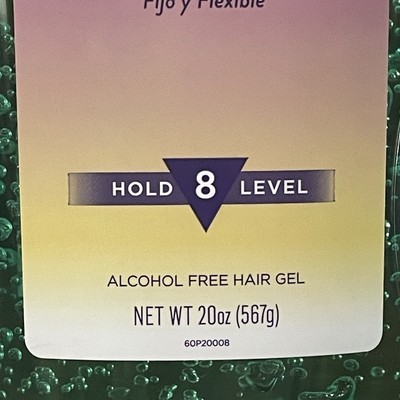 Fijo y Flexible
HOLD 8 LEVEL
ALCOHOL FREE HAIR GEL
NET WT 20oz (567g)
60P20008